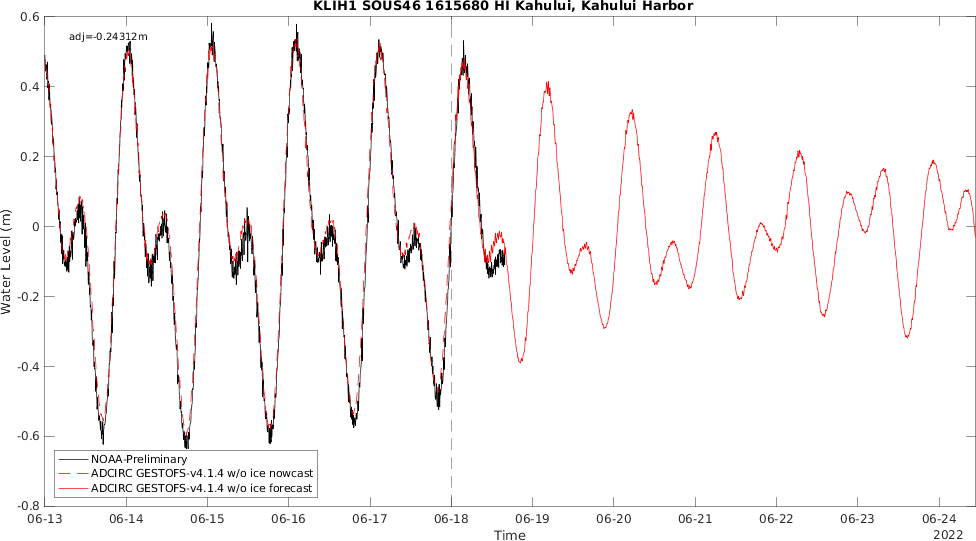 KLIH1 SOUS46 1615680 HI Kahului, Kahului Harbor
adj=-0.24312m
0.6
0.4
0.2
0
-0.2
-0.4
-0.6
-0.8
Water Level (m)
NOAA-Preliminary
ADCIRC GESTOFS-v4.1.4 w/o ice nowcast
ADCIRC GESTOFS-v4.1.4 w/o ice forecast
06-13 06-14 06-15 06-16 06-17 06-18 06-19 06-20 06-21 06-22 06-23 06-24
Time
2022